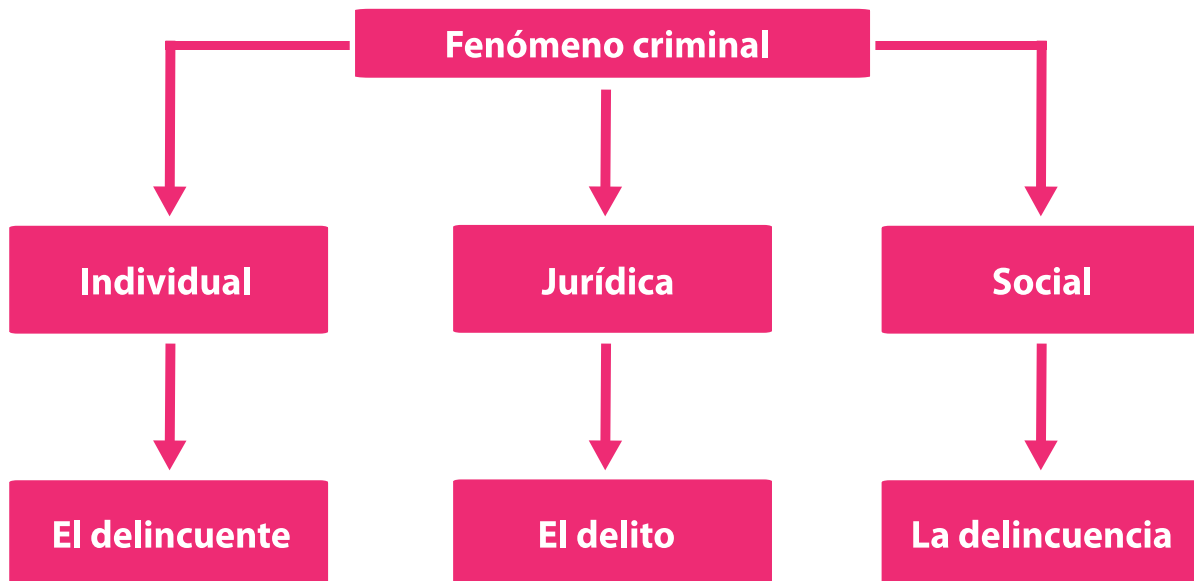 Fenómeno criminal
Individual
Jurídica
Social
El delincuente
El delito
La delincuencia